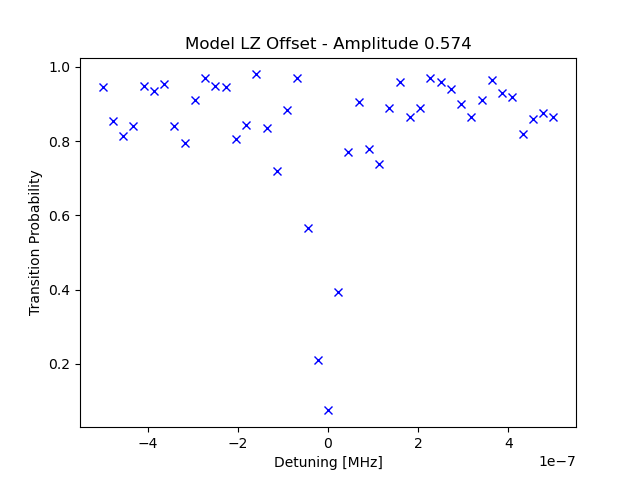 Model LZ Offset - Amplitude 0.574
1.0
0.8
0.6
0.4
0.2
Transition Probability
−4
−2
0
2
4
1e−7
Detuning [MHz]